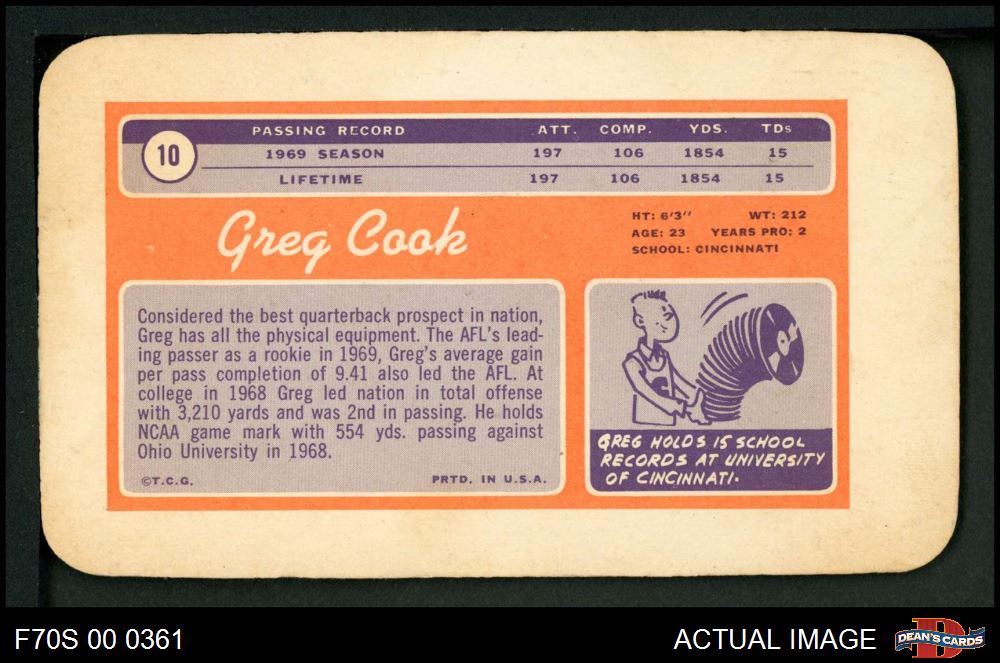 10
PASSING RECORD ATT. COMP. YDS. TDs
1969 SEASON 197 106 1854 15
LIFETIME 197 106 1854 15
Greg Cook
HT: 6'3'' WT: 212
AGE: 23 YEARS PRO: 2
SCHOOL: CINCINNATI
Considered the best quarterback prospect in nation,
Greg has all the physical equipment. The AFL's lead-
ing passer as a rookie in 1969, Greg's average gain
per pass completion of 9.41 also led the AFL. At
college in 1968 Greg led nation in total offense
with 3,210 yards and was 2nd in passing. He holds
NCAA game mark with 554 yds. passing against
Ohio University in 1968.
©T.C.G. PRTD. IN U.S.A.
C
GREG HOLDS 15 SCHOOL
RECORDS AT UNIVERSITY
OF CINCINNATI.
F70S 00 0361
ACTUAL IMAGE
D
DEAN'S CARDS